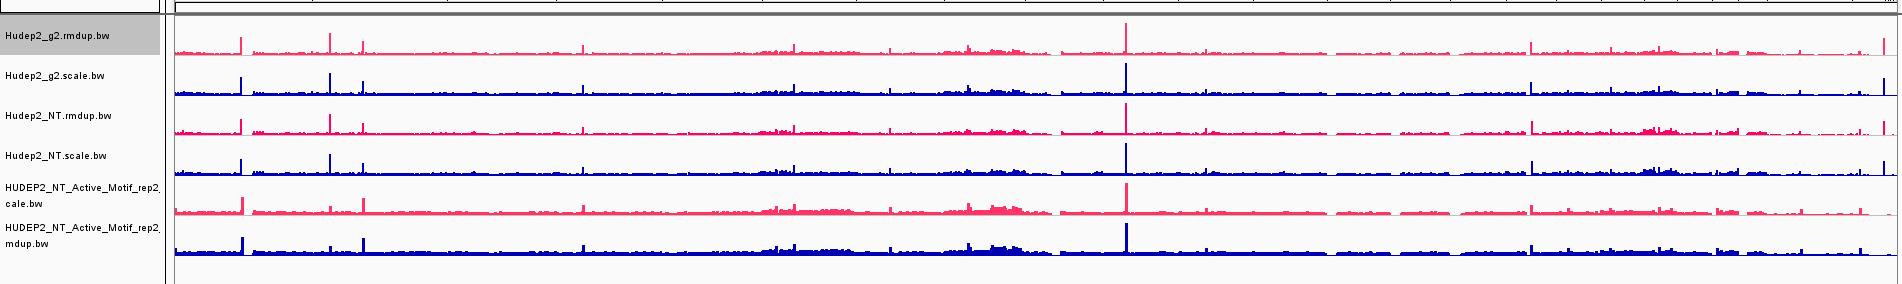 Hudep2_g2.rmdup.bw
Hudep2_g2.scale.bw
Hudep2_NT.rmdup.bw
Hudep2_NT.scale.bw
HUDEP2_NT_Active_Motif_rep2_
cale.bw
HUDEP2_NT_Active_Motif_rep2_
mdup.bw